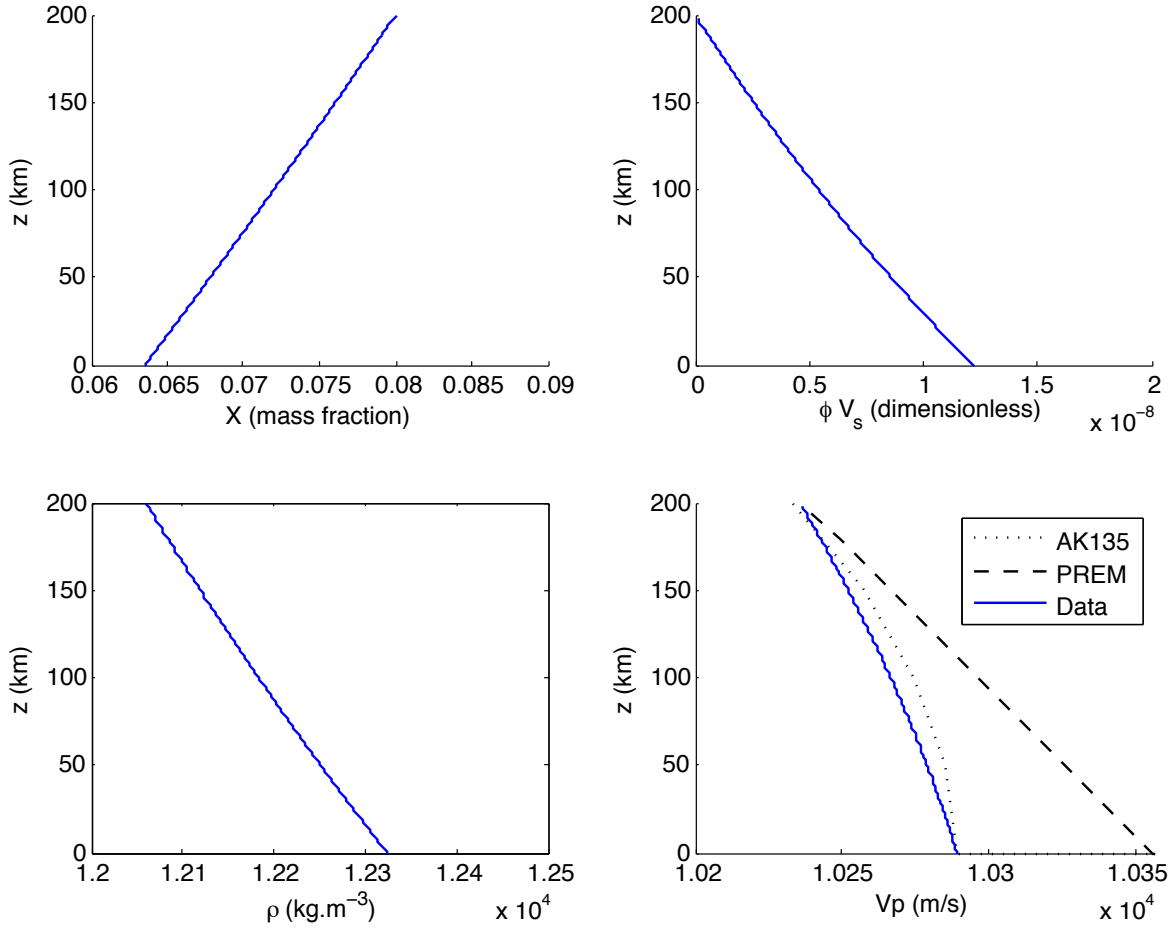 200
150
100
50
0
z (km)
0.06 0.065 0.07 0.075 0.08 0.085 0.09
X (mass fraction)
200
150
100
50
0
z (km)
0 0.5 1 1.5 2
ϕ V_s (dimensionless)
x 10^−8
200
150
100
50
0
z (km)
1.2 1.21 1.22 1.23 1.24 1.25
ρ (kg.m^−3)
x 10^4
200
150
100
50
0
z (km)
AK135
PREM
Data
1.02 1.025 1.03 1.035
Vp (m/s)
x 10^4